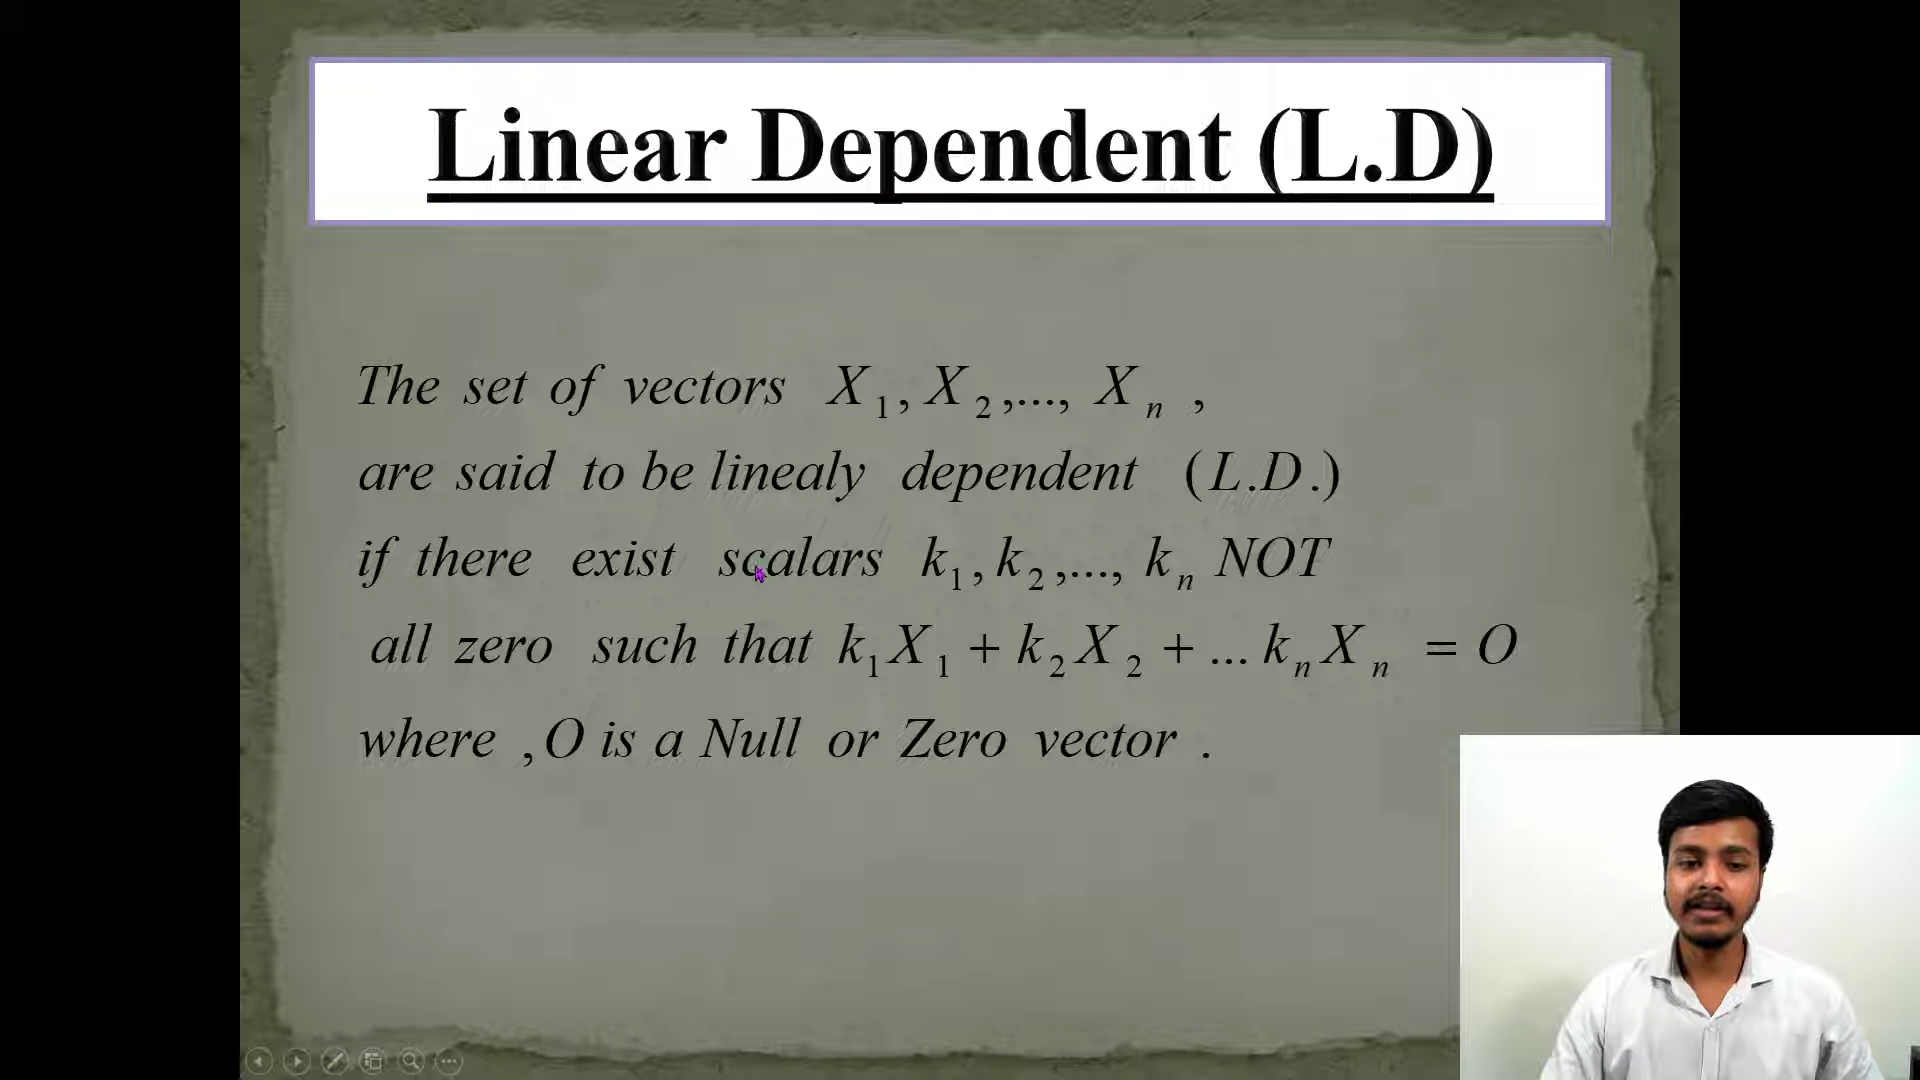 Linear Dependent (L.D)
The set of vectors X₁, X₂,..., Xₙ ,
are said to be linealy dependent (L.D.)
if there exist scalars k₁, k₂,..., kₙ NOT
all zero such that k₁X₁ + k₂X₂ + ... kₙXₙ = O
where ,O is a Null or Zero vector .